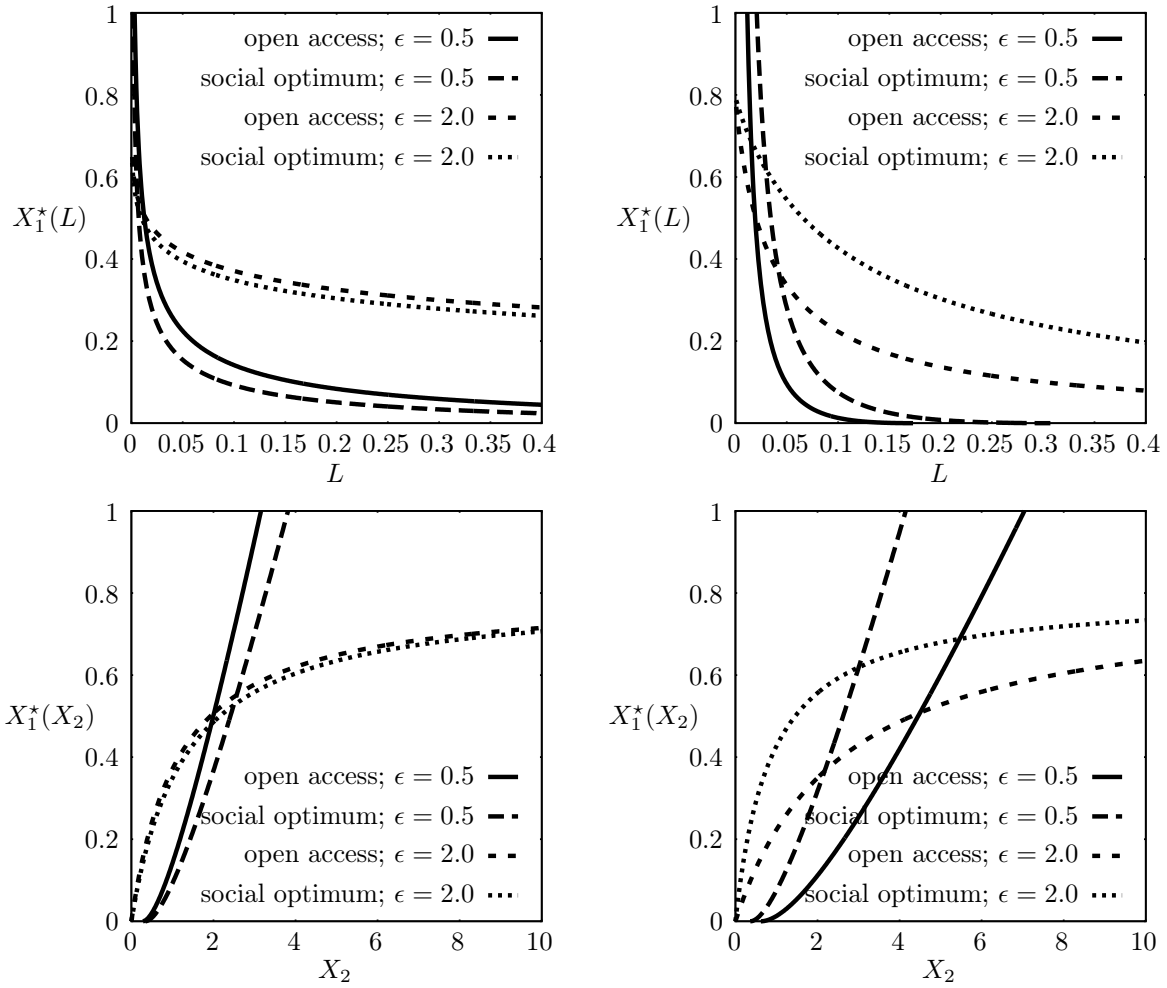 1
0.8
0.6
X₁⋆(L)
0.4
0.2
0
open access; ϵ = 0.5
social optimum; ϵ = 0.5
open access; ϵ = 2.0
social optimum; ϵ = 2.0
0 0.05 0.1 0.15 0.2 0.25 0.3 0.35 0.4
L
1
0.8
0.6
X₁⋆(L)
0.4
0.2
0
open access; ϵ = 0.5
social optimum; ϵ = 0.5
open access; ϵ = 2.0
social optimum; ϵ = 2.0
0 0.05 0.1 0.15 0.2 0.25 0.3 0.35 0.4
L
1
0.8
0.6
X₁⋆(X₂)
0.4
0.2
0
open access; ϵ = 0.5
social optimum; ϵ = 0.5
open access; ϵ = 2.0
social optimum; ϵ = 2.0
0 2 4 6 8 10
X₂
1
0.8
0.6
X₁⋆(X₂)
0.4
0.2
0
open access; ϵ = 0.5
social optimum; ϵ = 0.5
open access; ϵ = 2.0
social optimum; ϵ = 2.0
0 2 4 6 8 10
X₂